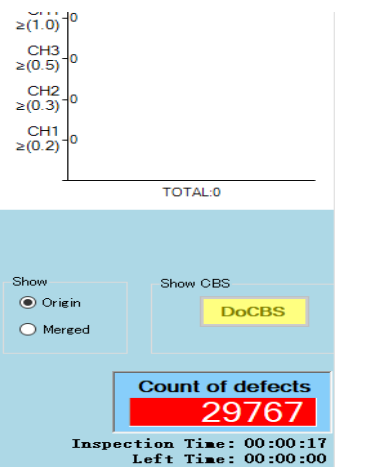 ≥(1.0) 0
CH3
≥(0.5) 0
CH2
≥(0.3) 0
CH1
≥(0.2) 0
TOTAL:0
Show
Origin
Merged
Show CBS
DoCBS
Count of defects
29767
Inspection Time: 00:00:17
Left Time: 00:00:00